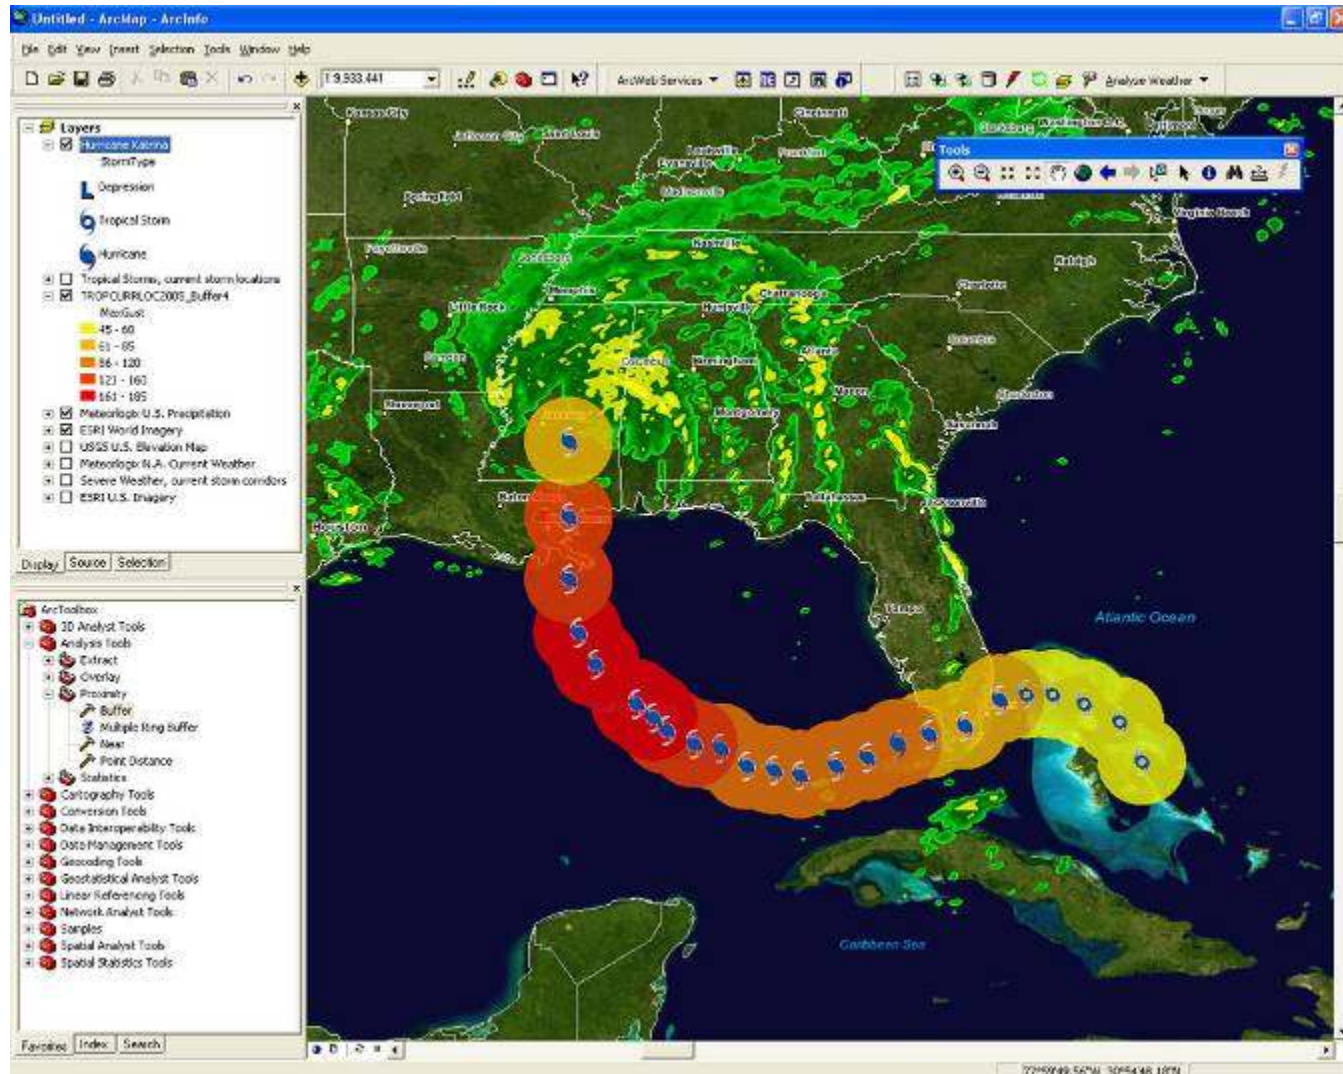 Untitled - ArcMap - ArcInfo
File Edit View Insert Selection Tools Window Help
1:9,933,441
ArcWeb Services
Analyze Weather
Layers
Hurricane Katrina
StormType
Depression
Tropical Storm
Hurricane
Tropical Storms, current storm locations
TROPCURRLOC2005_Buffer4
MaxGust
45 - 60
61 - 85
86 - 120
121 - 160
161 - 185
Meteorlogix U.S. Precipitation
ESRI World Imagery
USGS U.S. Elevation Map
Meteorlogix N.A. Current Weather
Severe Weather, current storm corridors
ESRI U.S. Imagery
Display Source Selection
ArcToolbox
3D Analyst Tools
Analysis Tools
Extract
Overlay
Proximity
Buffer
Multiple Ring Buffer
Near
Point Distance
Statistics
Cartography Tools
Conversion Tools
Data Interoperability Tools
Data Management Tools
Geocoding Tools
Geostatistical Analyst Tools
Linear Referencing Tools
Network Analyst Tools
Samples
Spatial Analyst Tools
Spatial Statistics Tools
Favorites Index Search
Tools
Kansas City
Jefferson City
Saint Louis
Cincinnati
Louisville
Frankfort
Evansville
Madisonville
Clarksburg
Washington D.C.
Springfield
Virginia Beach
Fayetteville
Jonesboro
Nashville
Raleigh
Memphis
Little Rock
Chattanooga
Huntsville
Charlotte
Camden
Columbus
Birmingham
Atlanta
Columbia
Shreveport
Montgomery
Macon
Charleston
Savannah
Baton
Tallahassee
Jacksonville
Houston
Tampa
Atlantic Ocean
Caribbean Sea